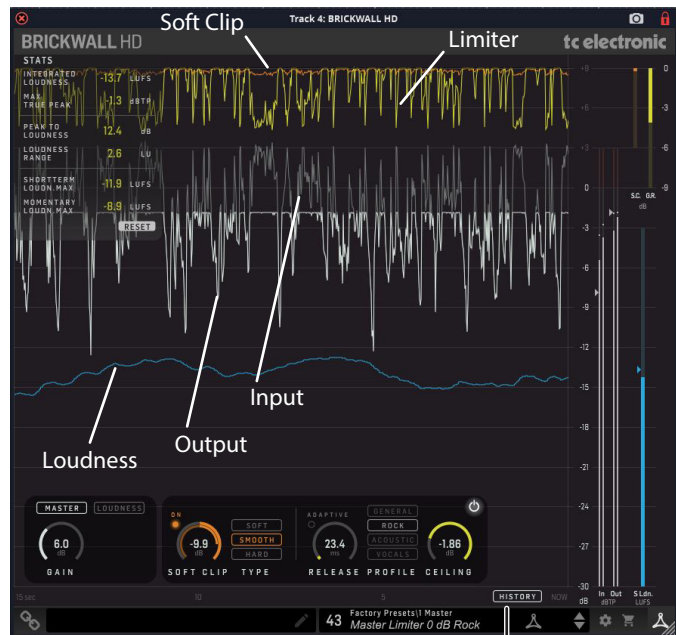 Track 4: BRICKWALL HD
Soft Clip
Limiter
BRICKWALL HD
tc electronic
STATS
INTEGRATED LOUDNESS -13.7 LUFS
MAX. TRUE PEAK -1.3 dBTP
PEAK TO LOUDNESS 12.4 dB
LOUDNESS RANGE 2.6 LU
SHORTTERM LOUDN.MAX -11.9 LUFS
MOMENTARY LOUDN.MAX -8.9 LUFS
RESET
+9 0
+6 -3
+3 -6
0 -9
S.C. G.R.
dB
-3
-6
-9
-12
-15
-18
-21
-24
-27
-30
Input
Output
Loudness
MASTER LOUDNESS
6.0
dB
GAIN
ON
-9.9
dB
SOFT CLIP
SOFT
SMOOTH
HARD
TYPE
ADAPTIVE
23.4
ms
RELEASE
GENERAL
ROCK
ACOUSTIC
VOCALS
PROFILE
-1.86
dB
CEILING
15 sec 10 5 HISTORY NOW
dB
In Out
dBTP
S Ldn.
LUFS
43 Factory Presets\1 Master
Master Limiter 0 dB Rock